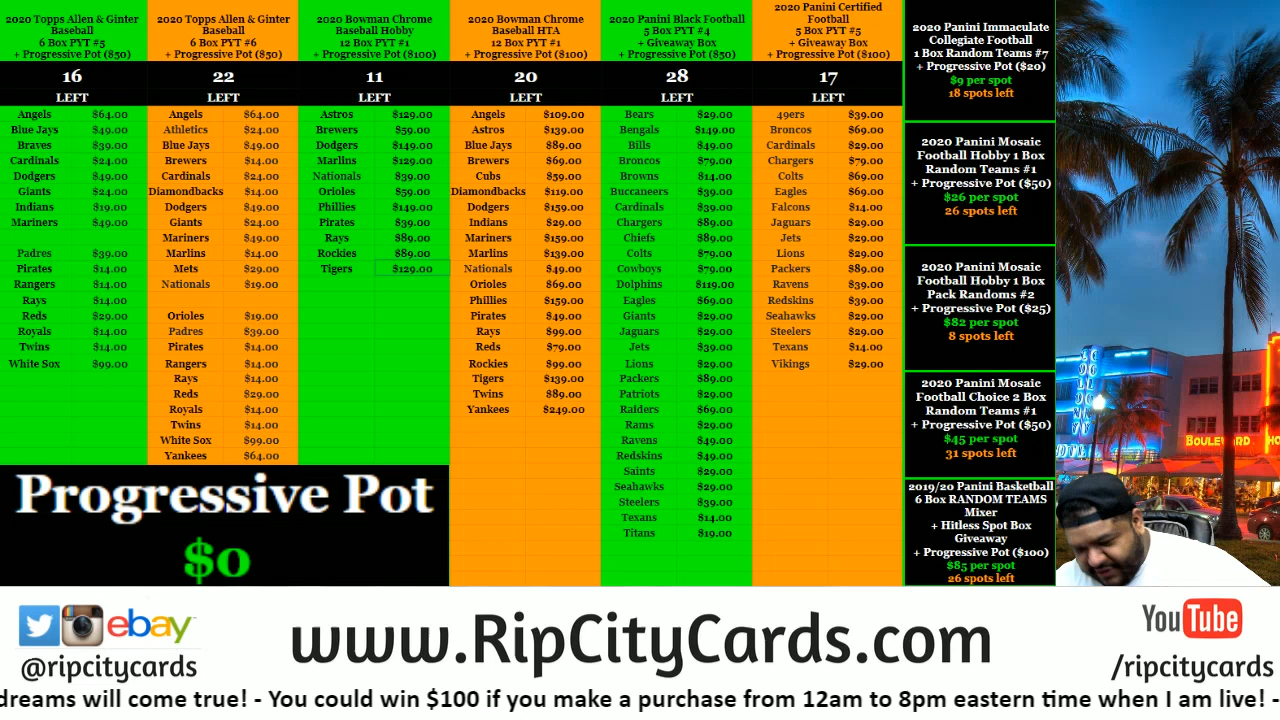 2020 Topps Allen & Ginter
Baseball
6 Box PYT #5
+ Progressive Pot ($50)
16
LEFT
Angels $64.00
Blue Jays $49.00
Braves $39.00
Cardinals $24.00
Dodgers $49.00
Giants $24.00
Indians $19.00
Mariners $49.00
Padres $39.00
Pirates $14.00
Rangers $14.00
Rays $14.00
Reds $29.00
Royals $14.00
Twins $14.00
White Sox $99.00
2020 Topps Allen & Ginter
Baseball
6 Box PYT #6
+ Progressive Pot ($50)
22
LEFT
Angels $64.00
Athletics $24.00
Blue Jays $49.00
Brewers $14.00
Cardinals $24.00
Diamondbacks $14.00
Dodgers $49.00
Giants $24.00
Mariners $49.00
Marlins $14.00
Mets $29.00
Nationals $19.00
Orioles $19.00
Padres $39.00
Pirates $14.00
Rangers $14.00
Rays $14.00
Reds $29.00
Royals $14.00
Twins $14.00
White Sox $99.00
Yankees $64.00
2020 Bowman Chrome
Baseball Hobby
12 Box PYT #1
+ Progressive Pot ($100)
11
LEFT
Astros $129.00
Brewers $59.00
Dodgers $149.00
Marlins $129.00
Nationals $39.00
Orioles $59.00
Phillies $149.00
Pirates $39.00
Rays $89.00
Rockies $89.00
Tigers $129.00
2020 Bowman Chrome
Baseball HTA
12 Box PYT #1
+ Progressive Pot ($100)
20
LEFT
Angels $109.00
Astros $139.00
Blue Jays $89.00
Brewers $69.00
Cubs $59.00
Diamondbacks $119.00
Dodgers $159.00
Indians $29.00
Mariners $159.00
Marlins $139.00
Nationals $49.00
Orioles $69.00
Phillies $159.00
Pirates $49.00
Rays $99.00
Reds $79.00
Rockies $99.00
Tigers $139.00
Twins $89.00
Yankees $249.00
2020 Panini Black Football
5 Box PYT #4
+ Giveaway Box
+ Progressive Pot ($50)
28
LEFT
Bears $29.00
Bengals $149.00
Bills $49.00
Broncos $79.00
Browns $14.00
Buccaneers $39.00
Cardinals $39.00
Chargers $89.00
Chiefs $89.00
Colts $79.00
Cowboys $79.00
Dolphins $119.00
Eagles $69.00
Giants $29.00
Jaguars $29.00
Jets $39.00
Lions $29.00
Packers $89.00
Patriots $29.00
Raiders $69.00
Rams $29.00
Ravens $49.00
Redskins $49.00
Saints $29.00
Seahawks $29.00
Steelers $39.00
Texans $14.00
Titans $19.00
2020 Panini Certified
Football
5 Box PYT #5
+ Giveaway Box
+ Progressive Pot ($100)
17
LEFT
49ers $39.00
Broncos $69.00
Cardinals $29.00
Chargers $79.00
Colts $69.00
Eagles $69.00
Falcons $14.00
Jaguars $29.00
Jets $29.00
Lions $29.00
Packers $89.00
Ravens $39.00
Redskins $39.00
Seahawks $29.00
Steelers $29.00
Texans $14.00
Vikings $29.00
2020 Panini Immaculate
Collegiate Football
1 Box Random Teams #7
+ Progressive Pot ($20)
$9 per spot
18 spots left
2020 Panini Mosaic
Football Hobby 1 Box
Random Teams #1
+ Progressive Pot ($50)
$26 per spot
26 spots left
2020 Panini Mosaic
Football Hobby 1 Box
Pack Randoms #2
+ Progressive Pot ($25)
$82 per spot
8 spots left
2020 Panini Mosaic
Football Choice 2 Box
Random Teams #1
+ Progressive Pot ($50)
$45 per spot
31 spots left
2019/20 Panini Basketball
6 Box RANDOM TEAMS
Mixer
+ Hitless Spot Box
Giveaway
+ Progressive Pot ($100)
$85 per spot
26 spots left
COLONY
BOULEVARD
Progressive Pot
$0
ebay
@ripcitycards
www.RipCityCards.com
YouTube
/ripcitycards
dreams will come true! - You could win $100 if you make a purchase from 12am to 8pm eastern time when I am live! -